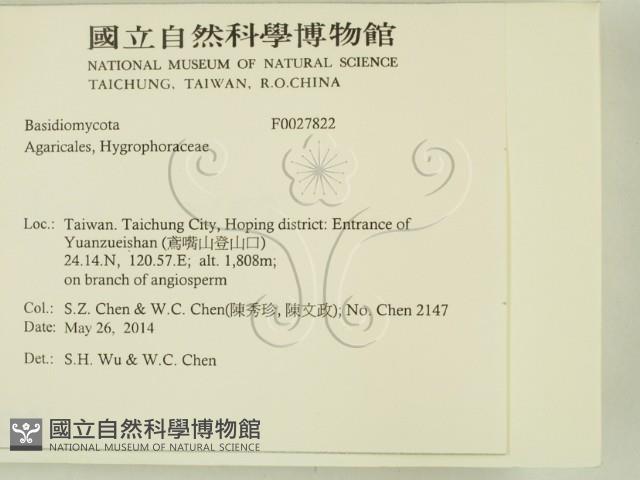 國立自然科學博物館
NATIONAL MUSEUM OF NATURAL SCIENCE
TAICHUNG, TAIWAN, R.O.CHINA
Basidiomycota F0027822
Agaricales, Hygrophoraceae
Loc.: Taiwan. Taichung City, Hoping district: Entrance of
Yuanzueishan (鳶嘴山登山口)
24.14.N, 120.57.E; alt. 1,808m;
on branch of angiosperm
Col.: S.Z. Chen & W.C. Chen(陳秀珍, 陳文政); No. Chen 2147
Date: May 26, 2014
Det.: S.H. Wu & W.C. Chen
國立自然科學博物館
NATIONAL MUSEUM OF NATURAL SCIENCE